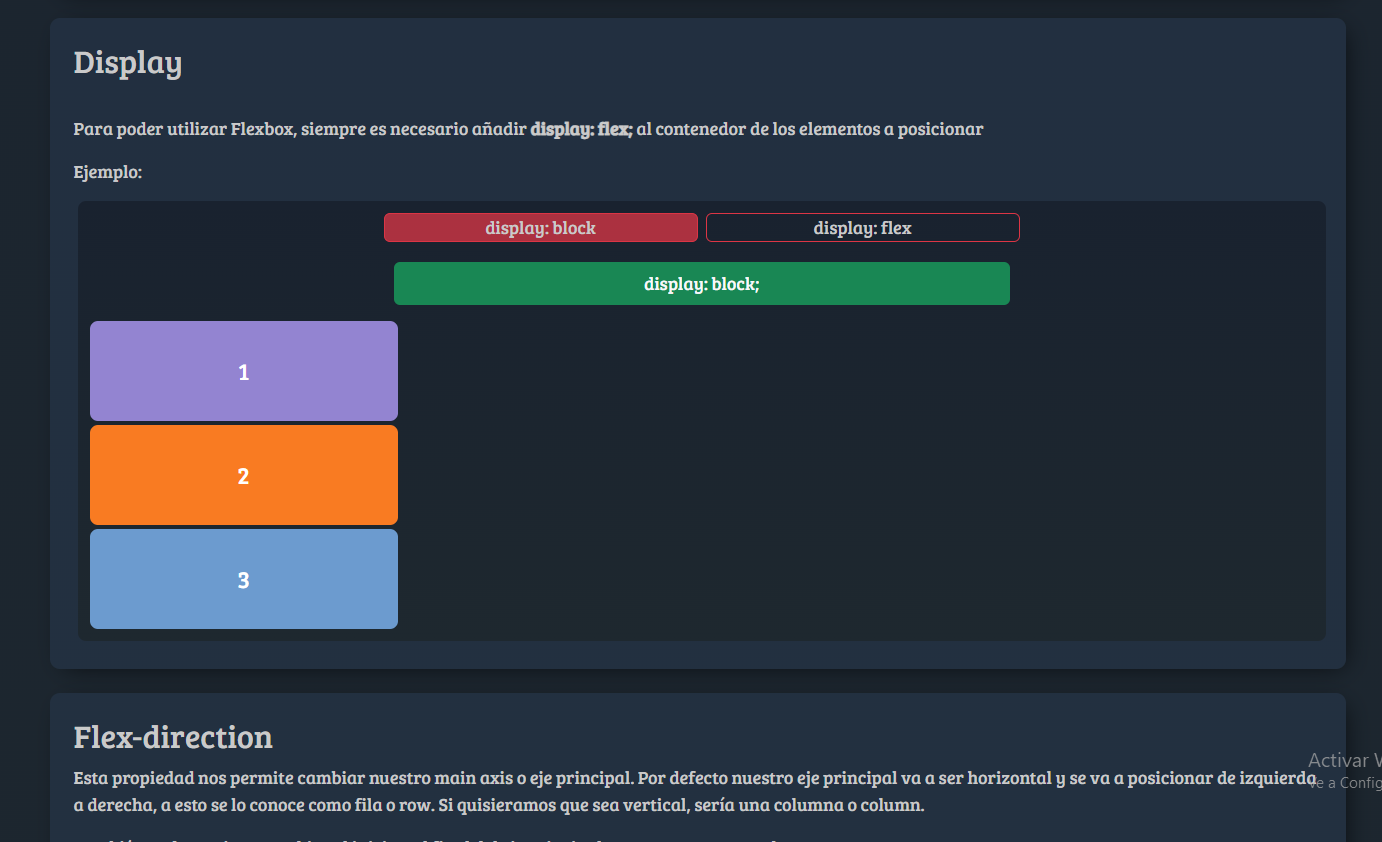 Display
Para poder utilizar Flexbox, siempre es necesario añadir display: flex; al contenedor de los elementos a posicionar
Ejemplo:
display: block
display: flex
display: block;
1
2
3
Flex-direction
Esta propiedad nos permite cambiar nuestro main axis o eje principal. Por defecto nuestro eje principal va a ser horizontal y se va a posicionar de izquierda
a derecha, a esto se lo conoce como fila o row. Si quisieramos que sea vertical, sería una columna o column.
Activar
Ve a Config